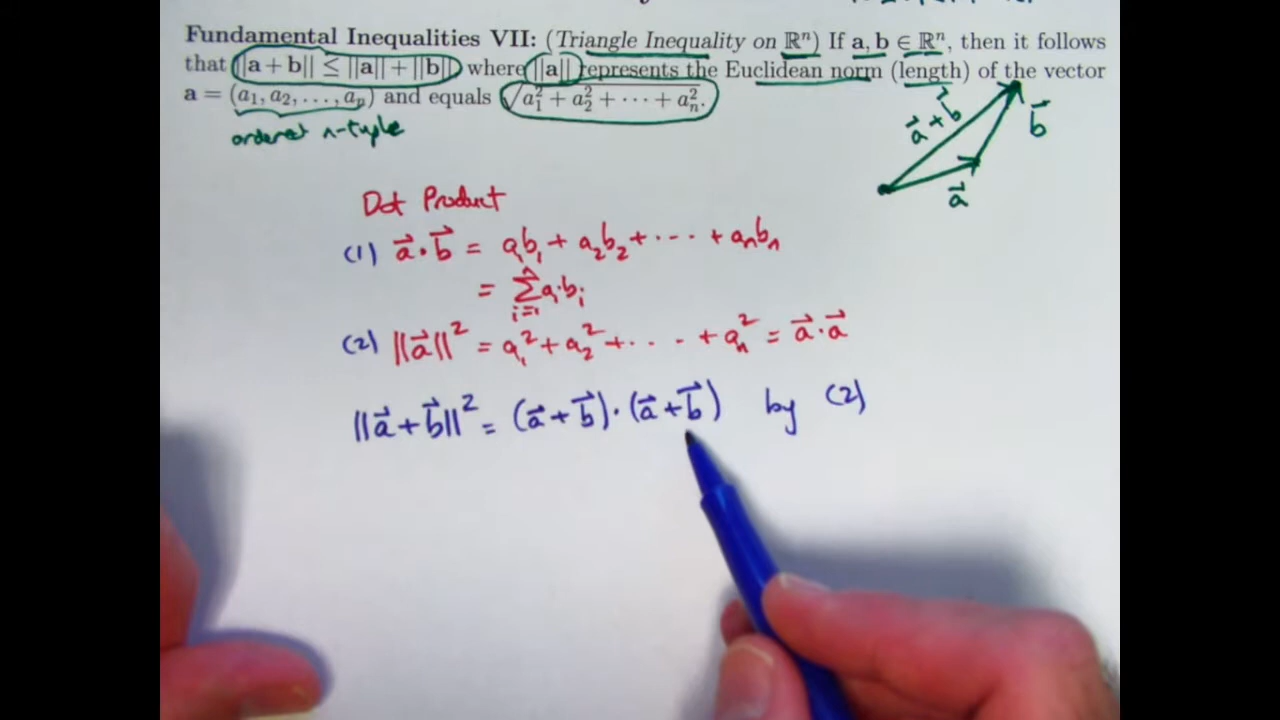 Fundamental Inequalities VII: (Triangle Inequality on ℝⁿ) If a, b ∈ ℝⁿ, then it follows
that ||a + b|| ≤ ||a|| + ||b|| where ||a|| represents the Euclidean norm (length) of the vector
a = (a₁, a₂, …, aₙ) and equals √(a₁² + a₂² + ⋯ + aₙ²).
ordered n-tuple
a⃗ + b⃗
b⃗
a⃗
Dot Product
(1) a⃗ · b⃗ = a₁b₁ + a₂b₂ + ⋯ + aₙbₙ
= ∑ᵢ₌₁ⁿ aᵢbᵢ
(2) ||a⃗||² = a₁² + a₂² + ⋯ + aₙ² = a⃗ · a⃗
||a⃗ + b⃗||² = (a⃗ + b⃗) · (a⃗ + b⃗) by (2)